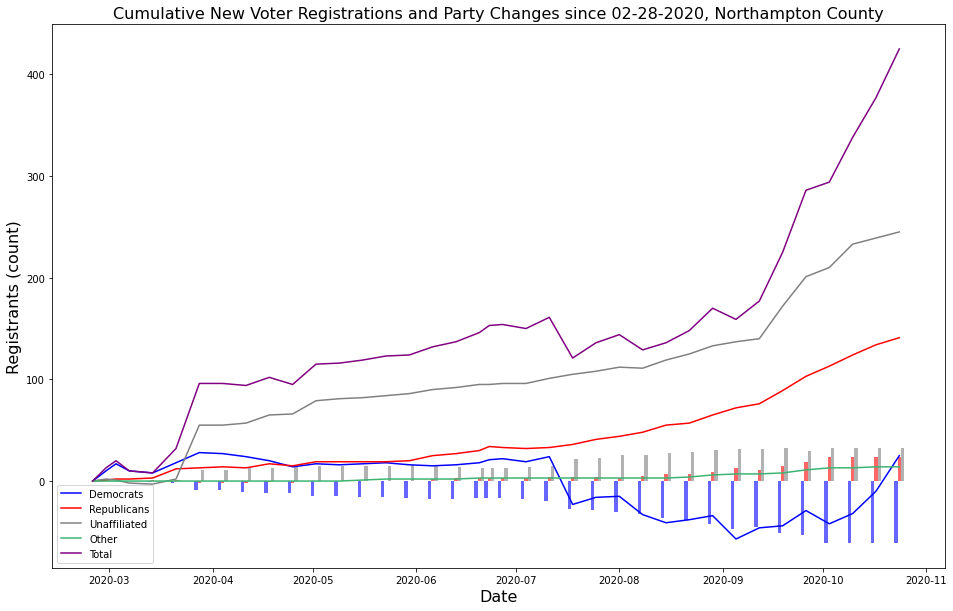 Cumulative New Voter Registrations and Party Changes since 02-28-2020, Northampton County
Registrants (count)
400
300
200
100
0
Democrats
Republicans
Unaffiliated
Other
Total
2020-03
2020-04
2020-05
2020-06
2020-07
2020-08
2020-09
2020-10
2020-11
Date